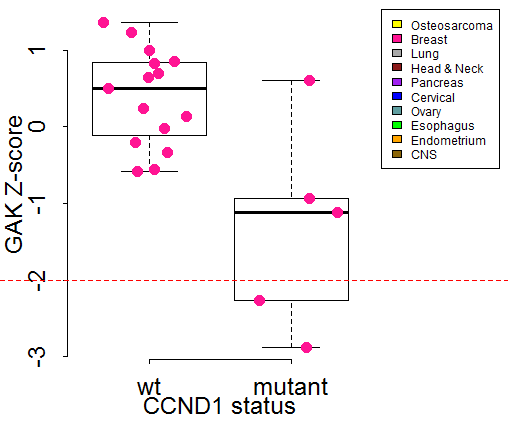 GAK Z-score
1
0
-1
-2
-3
wt
mutant
CCND1 status
Osteosarcoma
Breast
Lung
Head & Neck
Pancreas
Cervical
Ovary
Esophagus
Endometrium
CNS